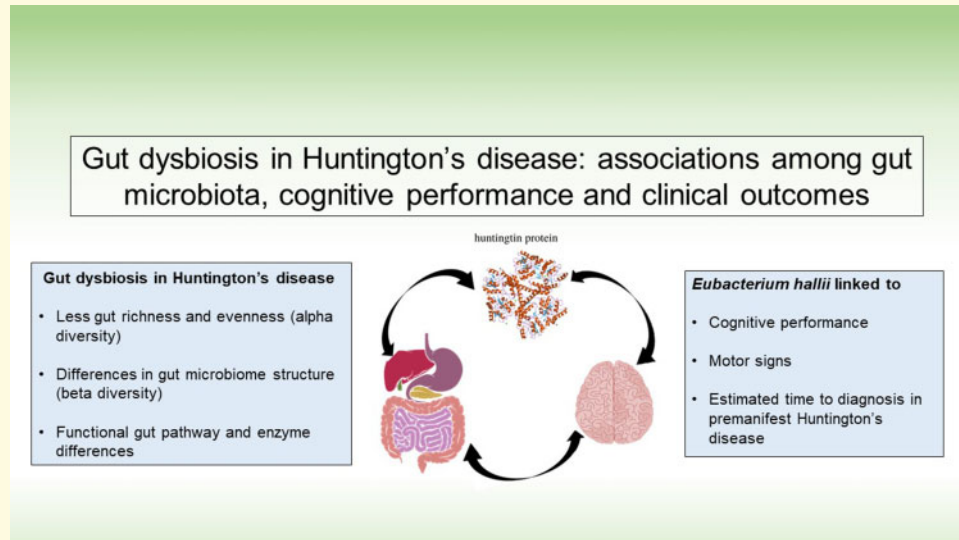 Gut dysbiosis in Huntington's disease: associations among gut
microbiota, cognitive performance and clinical outcomes
huntingtin protein
Gut dysbiosis in Huntington's disease
• Less gut richness and evenness (alpha
diversity)
• Differences in gut microbiome structure
(beta diversity)
• Functional gut pathway and enzyme
differences
Eubacterium hallii linked to
• Cognitive performance
• Motor signs
• Estimated time to diagnosis in
premanifest Huntington's
disease